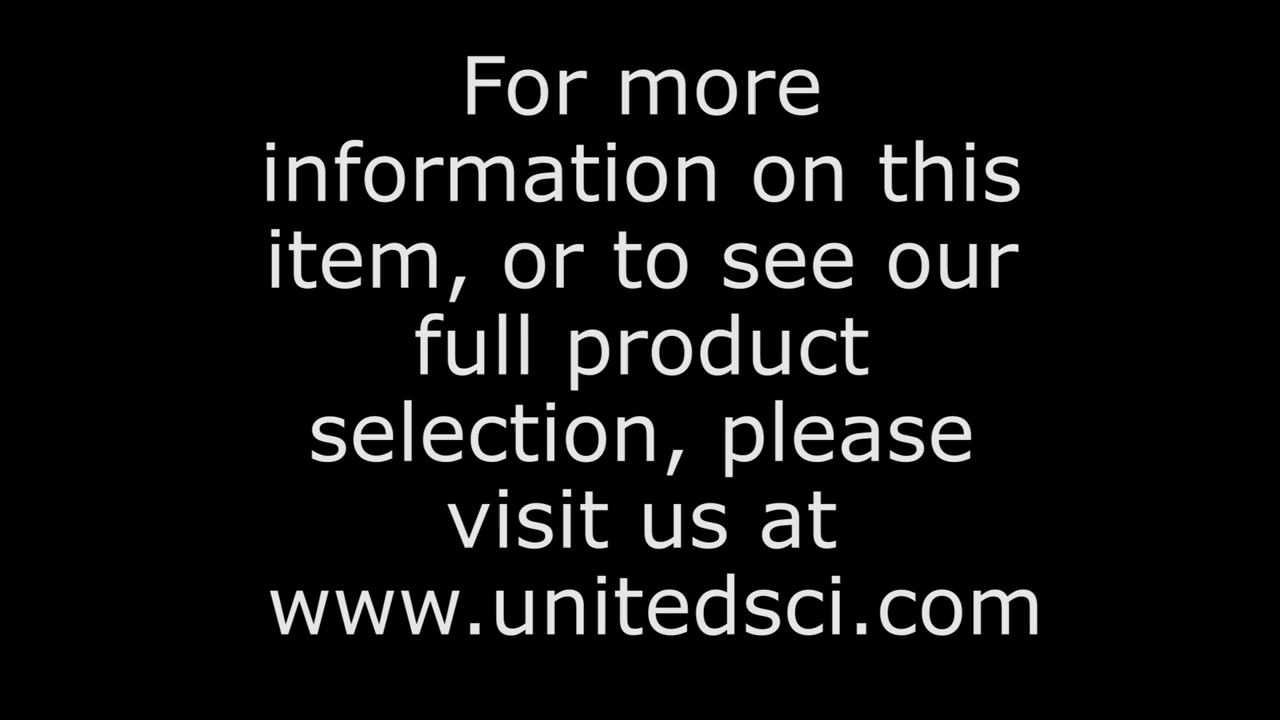 For more
information on this
item, or to see our
full product
selection, please
visit us at
www.unitedsci.com